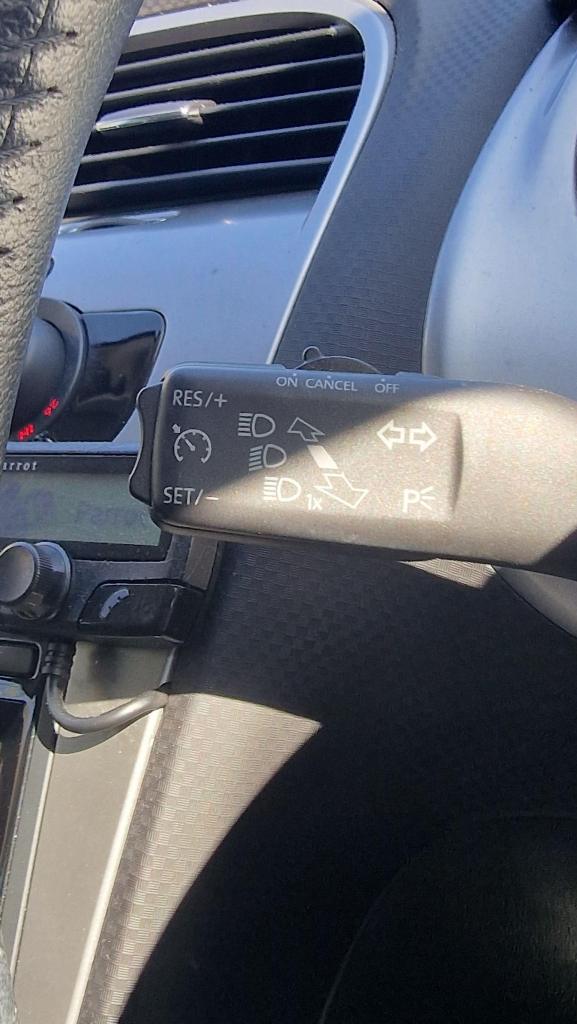 ON CANCEL OFF
RES/+
SET/-
1x
P
arrot